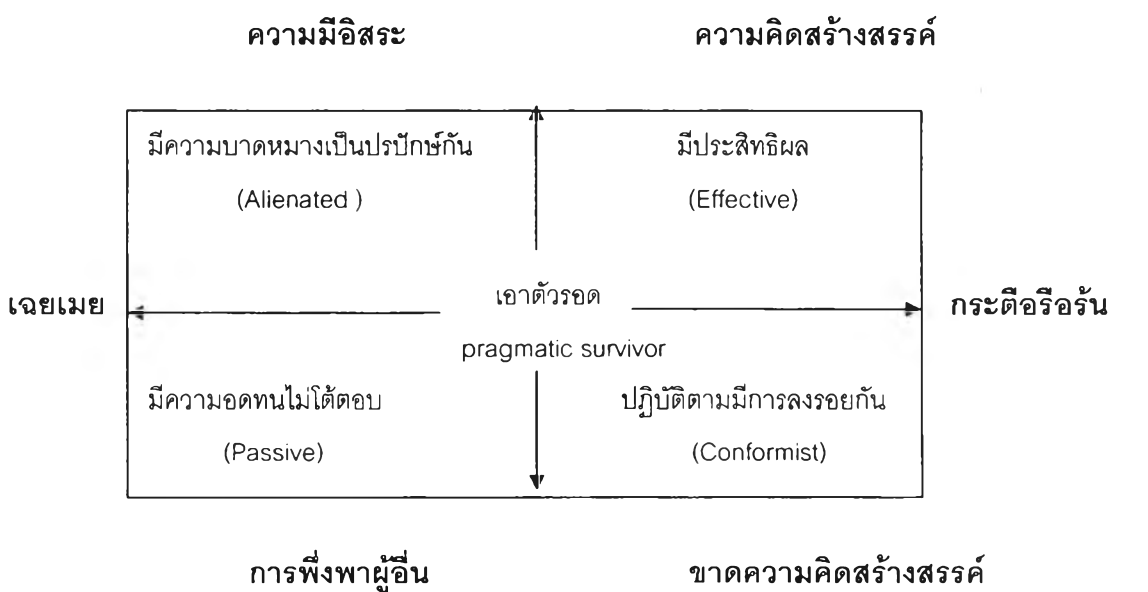 ความมีอิสระ ความคิดสร้างสรรค์
มีความบาดหมางเป็นปรปักษ์กัน มีประสิทธิผล
(Alienated ) (Effective)
เฉยเมย เอาตัวรอด กระตือรือร้น
pragmatic survivor
มีความอดทนไม่โต้ตอบ ปฏิบัติตามมีการลงรอยกัน
(Passive) (Conformist)
การพึ่งพาผู้อื่น ขาดความคิดสร้างสรรค์